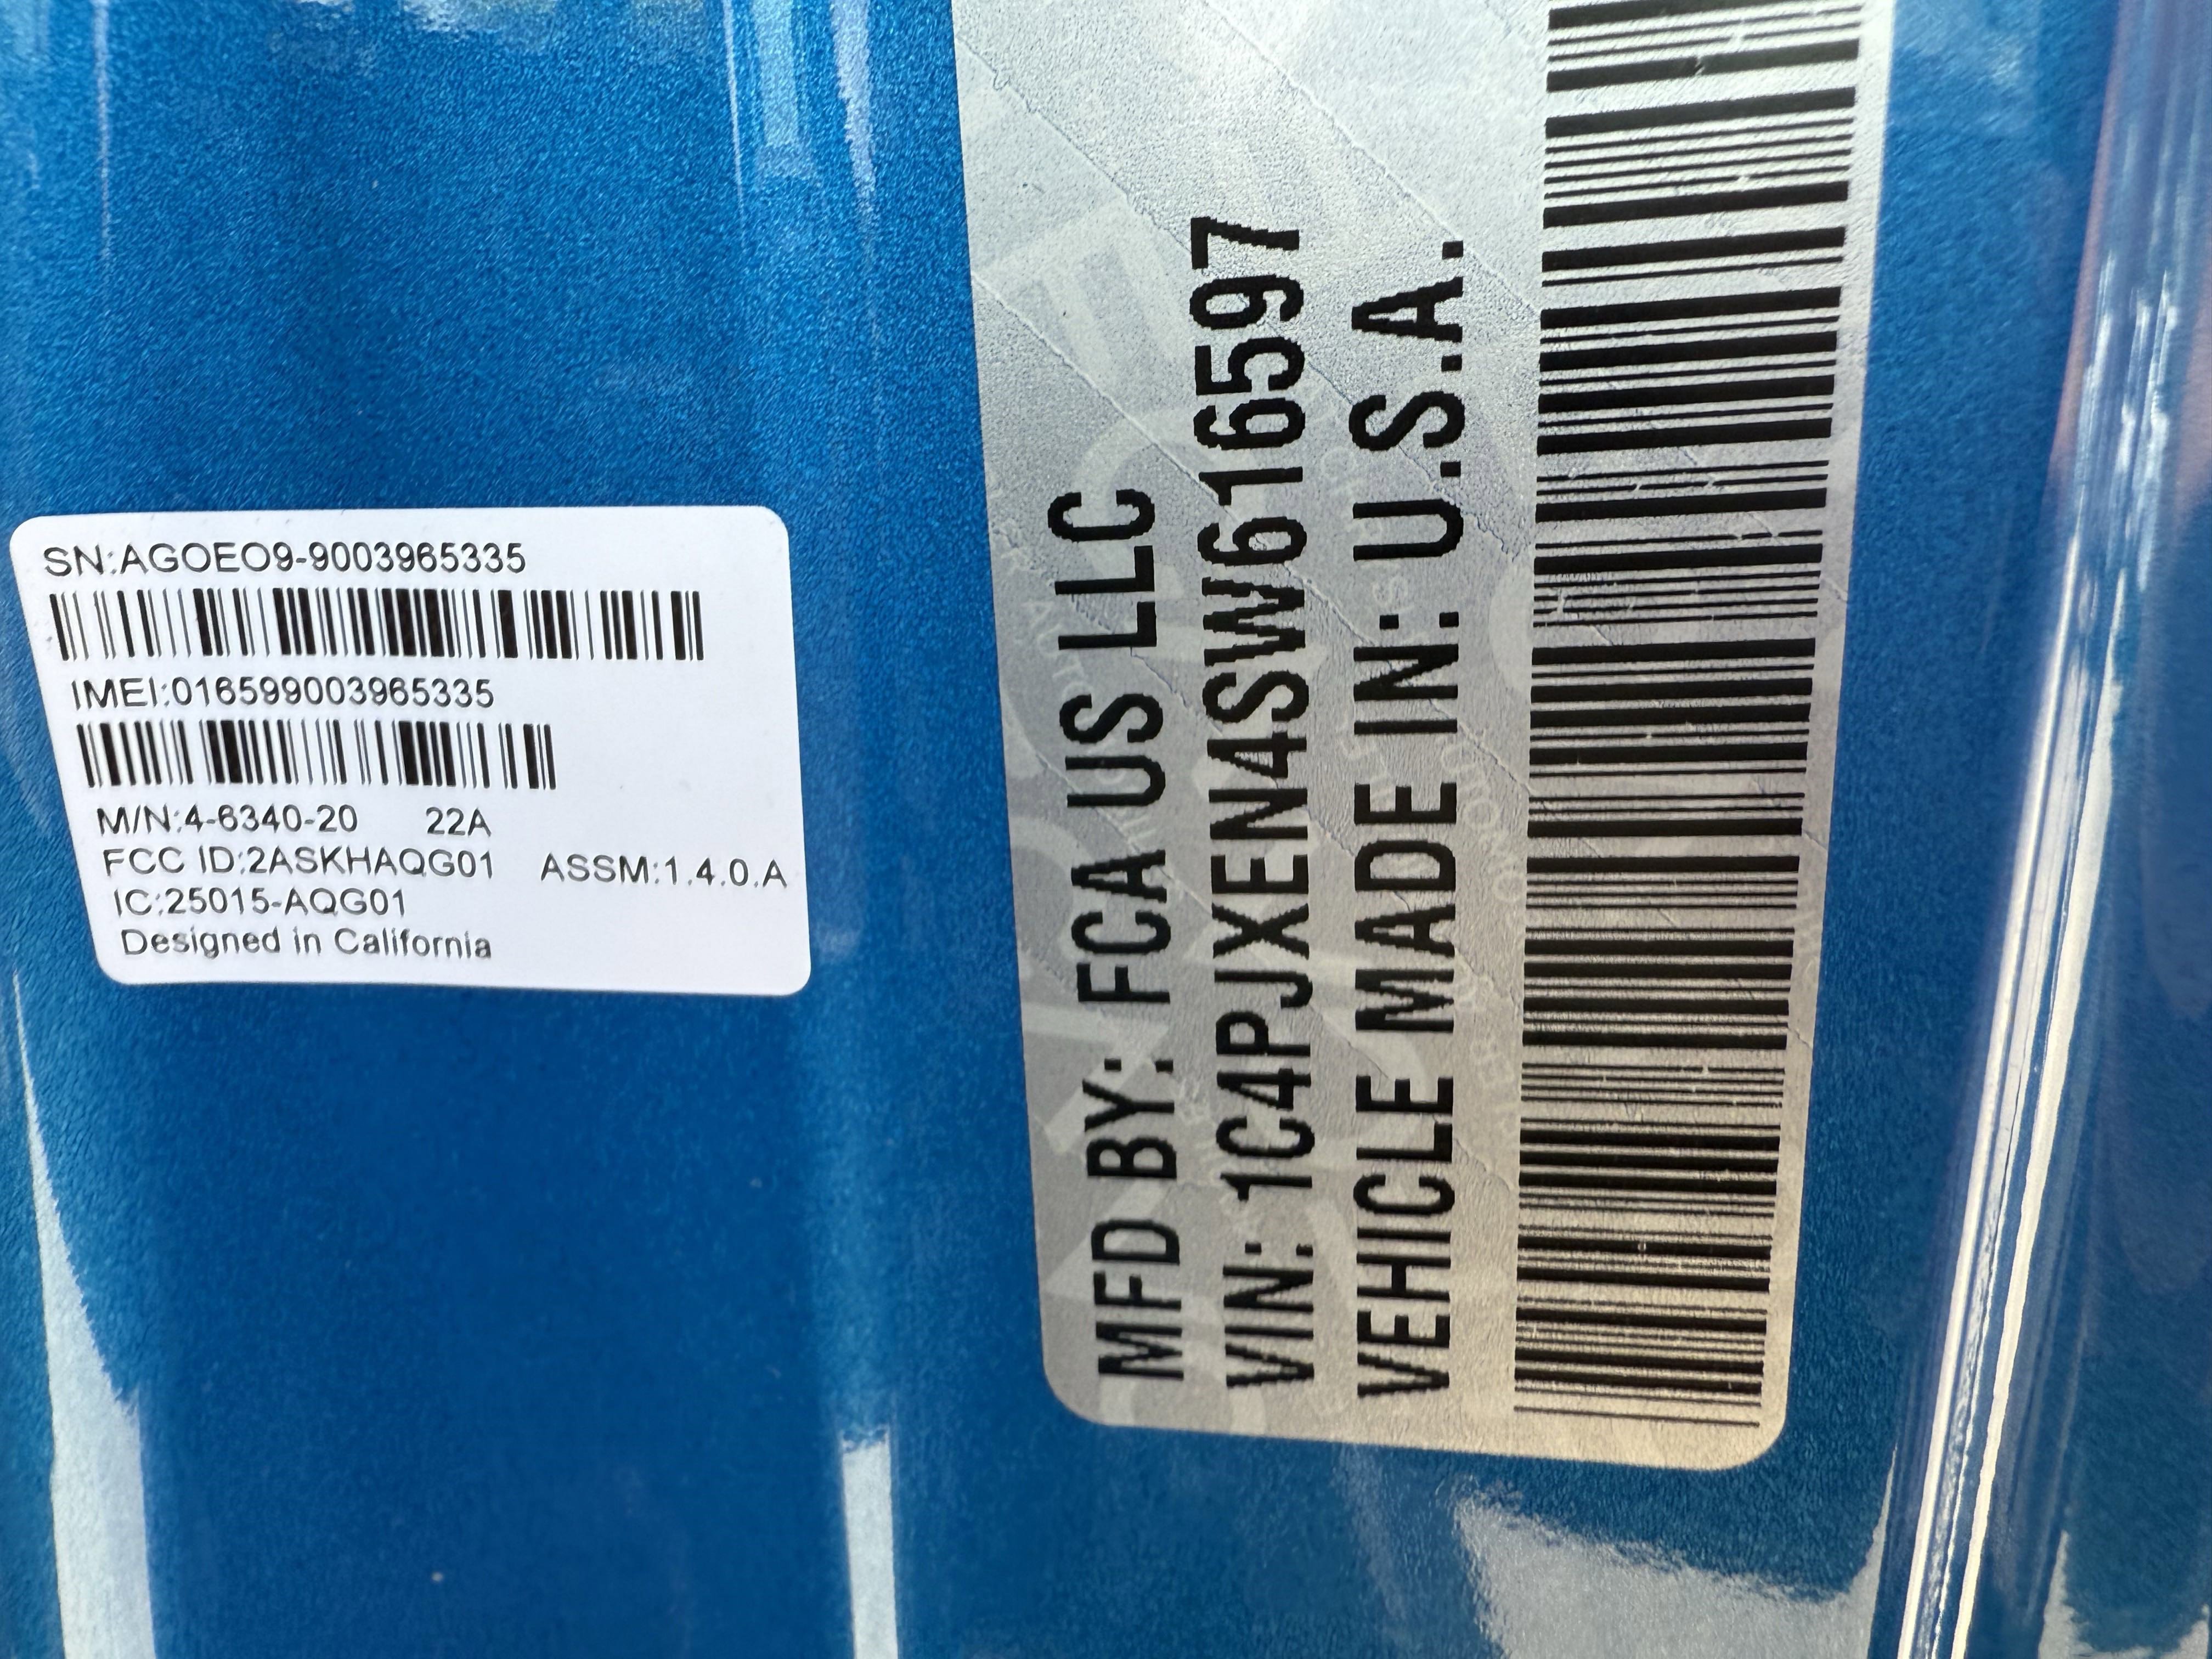 SN:AGOEO9-9003965335
IMEI:016599003965335
M/N:4-6340-20 22A
FCC ID:2ASKHAQG01 ASSM:1.4.0.A
IC:25015-AQG01
Designed in California
MFD BY: FCA US LLC
VIN: 1C4PJXEN4SW616597
VEHICLE MADE IN: U.S.A.